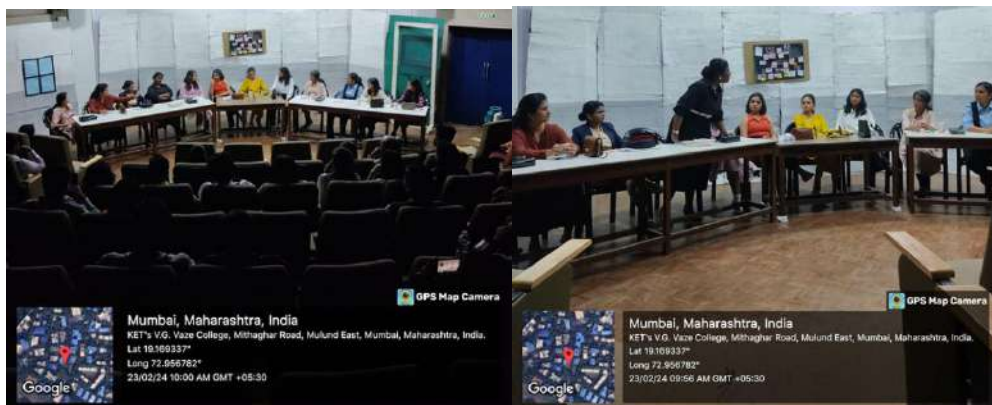 GPS Map Camera
Mumbai, Maharashtra, India
KET's V.G. Vaze College, Mithaghar Road, Mulund East, Mumbai, Maharashtra, India.
Lat 19.169337°
Long 72.956782°
23/02/24 10:00 AM GMT +05:30
Google
GPS Map Camera
Mumbai, Maharashtra, India
KET's V.G. Vaze College, Mithaghar Road, Mulund East, Mumbai, Maharashtra, India.
Lat 19.169337°
Long 72.956782°
23/02/24 09:56 AM GMT +05:30
Google